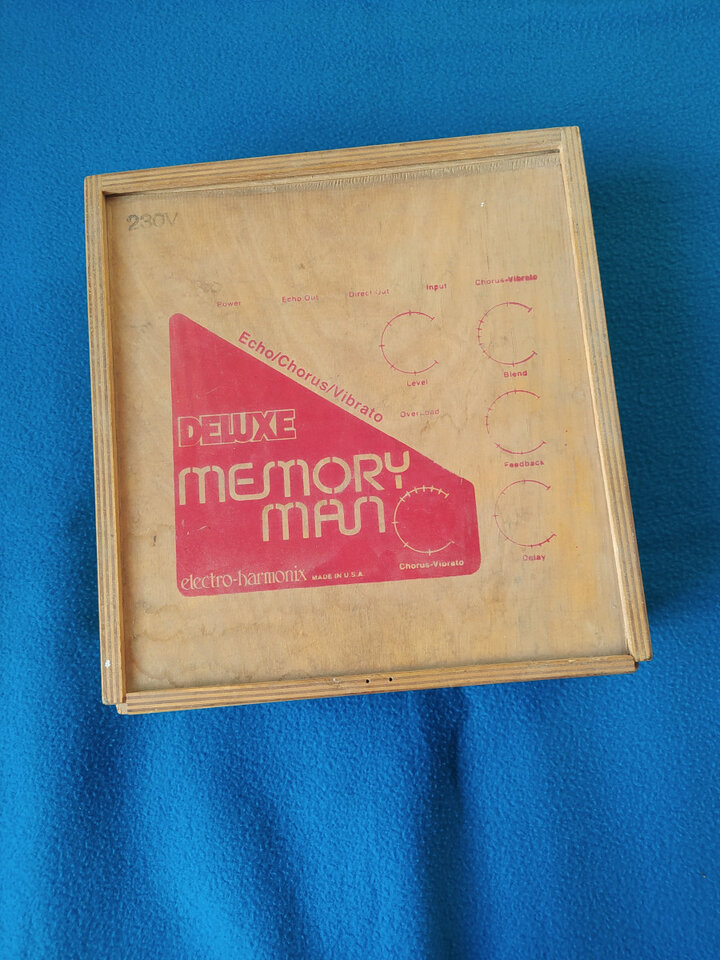 230V
Power
Echo Out
Direct Out
Input
Chorus-Vibrato
Echo/Chorus/Vibrato
Level
Blend
DELUXE
Overload
MEMORY
MAN
Feedback
Chorus-Vibrato
Delay
electro-harmonix MADE IN U.S.A.